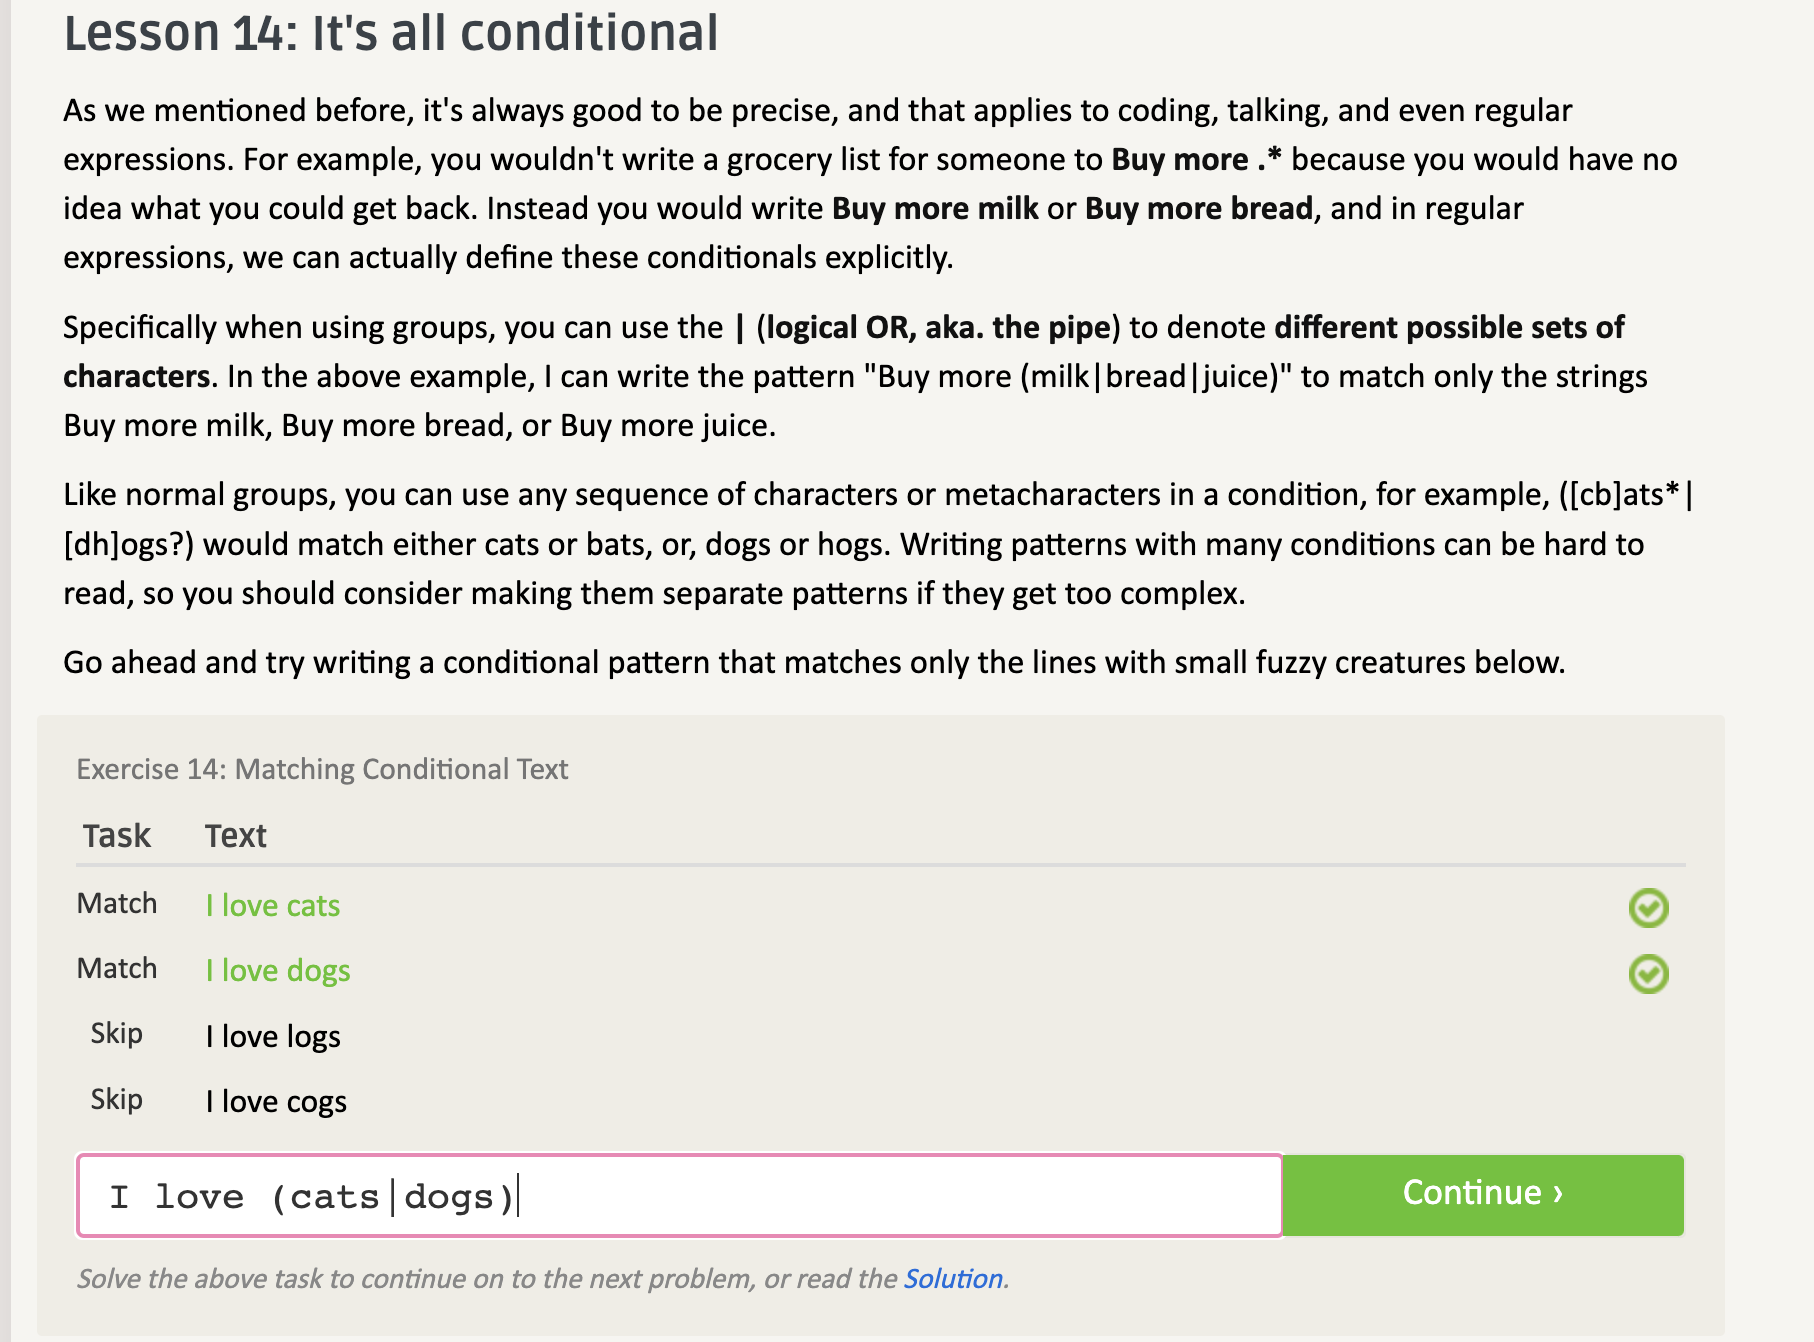 Lesson 14: It's all conditional
As we mentioned before, it's always good to be precise, and that applies to coding, talking, and even regular
expressions. For example, you wouldn't write a grocery list for someone to Buy more .* because you would have no
idea what you could get back. Instead you would write Buy more milk or Buy more bread, and in regular
expressions, we can actually define these conditionals explicitly.
Specifically when using groups, you can use the | (logical OR, aka. the pipe) to denote different possible sets of
characters. In the above example, I can write the pattern "Buy more (milk|bread|juice)" to match only the strings
Buy more milk, Buy more bread, or Buy more juice.
Like normal groups, you can use any sequence of characters or metacharacters in a condition, for example, ([cb]ats*|
[dh]ogs?) would match either cats or bats, or, dogs or hogs. Writing patterns with many conditions can be hard to
read, so you should consider making them separate patterns if they get too complex.
Go ahead and try writing a conditional pattern that matches only the lines with small fuzzy creatures below.
Exercise 14: Matching Conditional Text
Task Text
Match I love cats
Match I love dogs
Skip I love logs
Skip I love cogs
I love (cats|dogs)
Continue ›
Solve the above task to continue on to the next problem, or read the Solution.